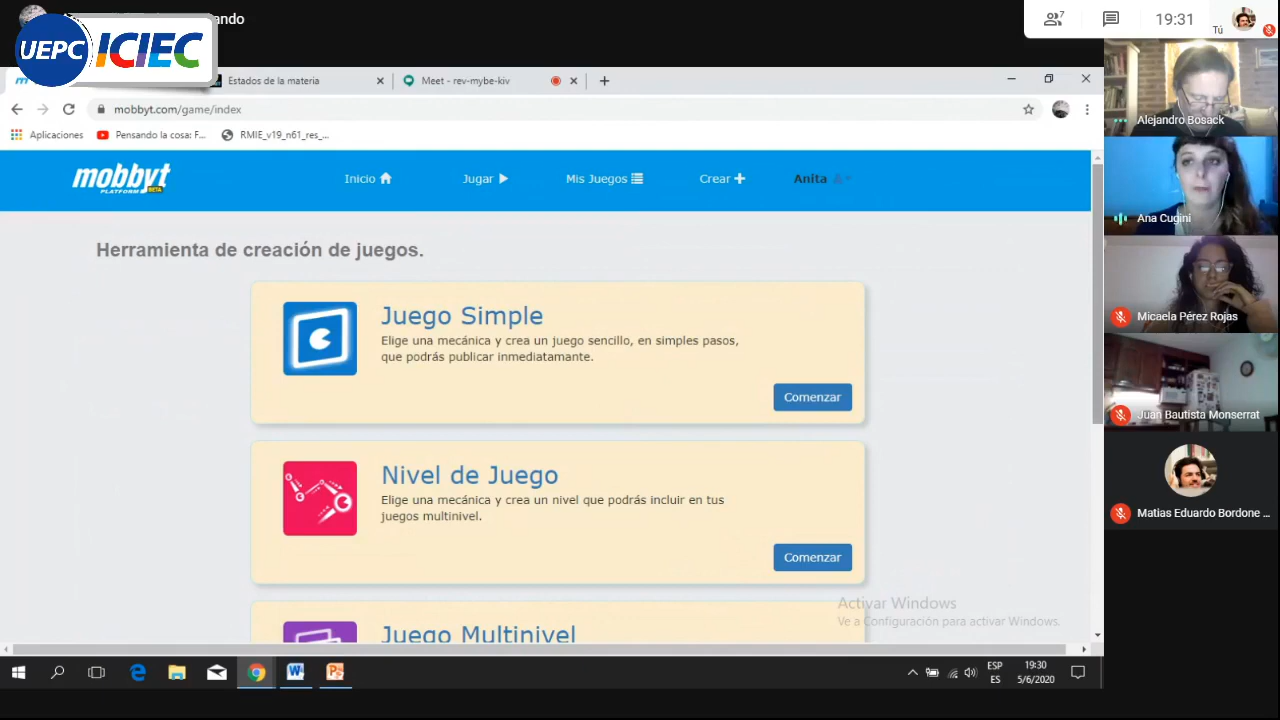 ando
7
19:31
Tú
UEPC
ICIEC
Estados de la materia
Meet - rev-mybe-kiv
mobbyt.com/game/index
Aplicaciones
Pensando la cosa: F...
RMIE_v19_n61_res_...
mobbyt
PLATFORM BETA
Inicio
Jugar
Mis Juegos
Crear
Anita
Herramienta de creación de juegos.
Juego Simple
Elige una mecánica y crea un juego sencillo, en simples pasos,
que podrás publicar inmediatamante.
Comenzar
Nivel de Juego
Elige una mecánica y crea un nivel que podrás incluir en tus
juegos multinivel.
Comenzar
Juego Multinivel
Activar Windows
Ve a Configuración para activar Windows.
Alejandro Bosack
Ana Cugini
Micaela Pérez Rojas
Juan Bautista Monserrat
Matias Eduardo Bordone ...
ESP
ES
19:30
5/6/2020